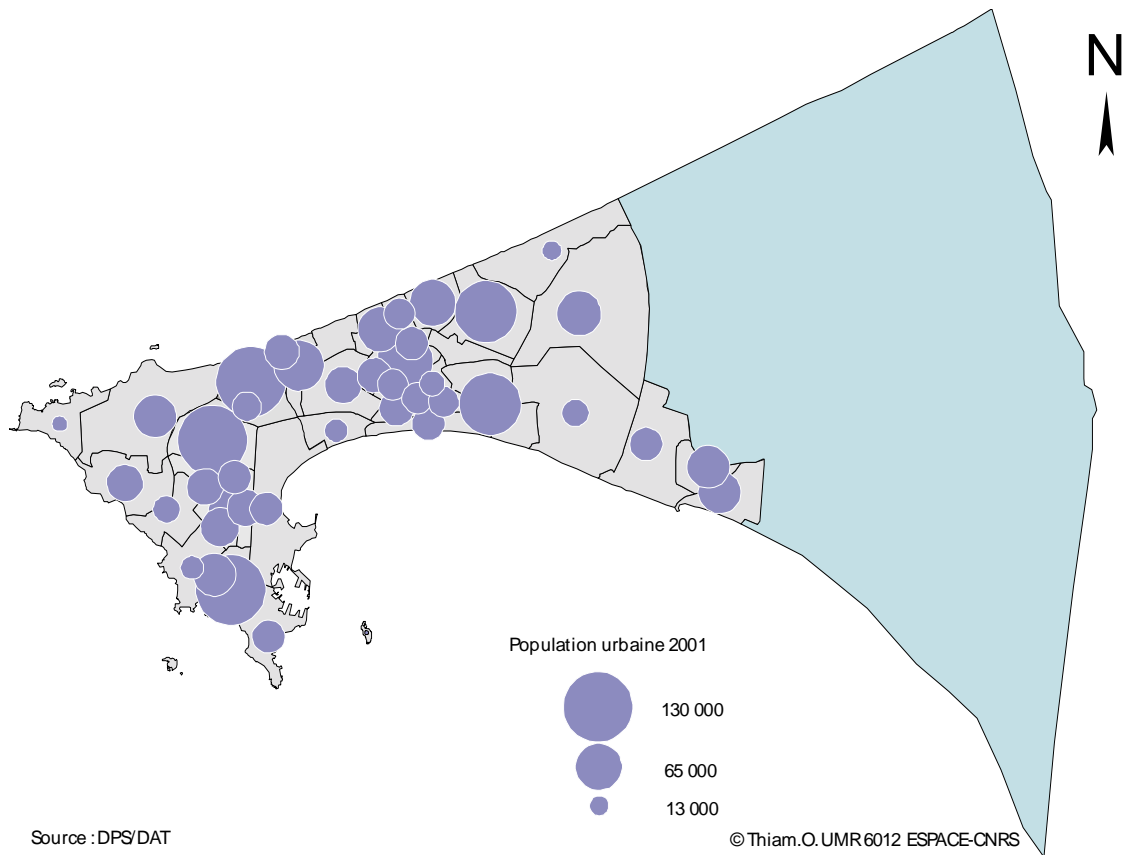 N
Population urbaine 2001
130 000
65 000
13 000
Source : DPS/DAT
© Thiam.O. UMR 6012 ESPACE-CNRS